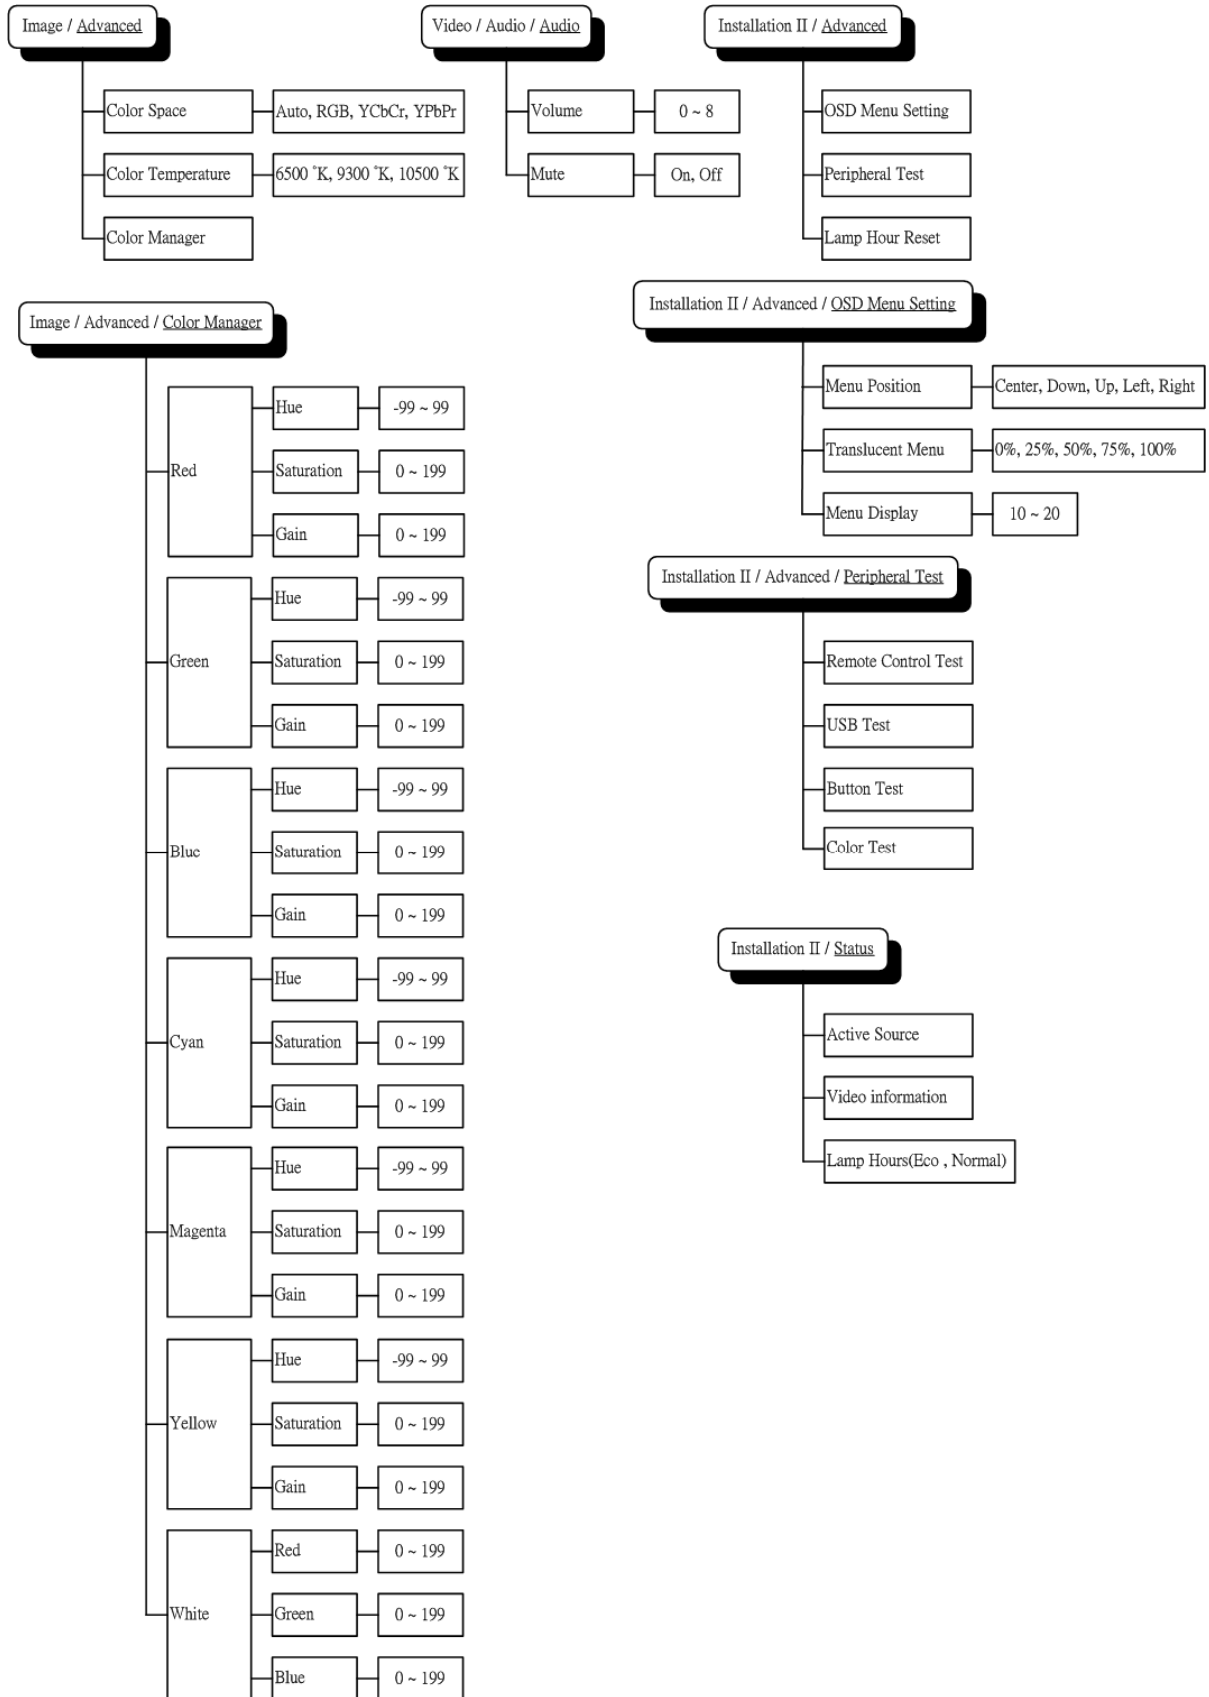 Image / Advanced
Color Space
Auto, RGB, YCbCr, YPbPr
Color Temperature
6500 °K, 9300 °K, 10500 °K
Color Manager
Video / Audio / Audio
Volume
0 ~ 8
Mute
On, Off
Installation II / Advanced
OSD Menu Setting
Peripheral Test
Lamp Hour Reset
Image / Advanced / Color Manager
Red
Hue
-99 ~ 99
Saturation
0 ~ 199
Gain
0 ~ 199
Green
Hue
-99 ~ 99
Saturation
0 ~ 199
Gain
0 ~ 199
Blue
Hue
-99 ~ 99
Saturation
0 ~ 199
Gain
0 ~ 199
Cyan
Hue
-99 ~ 99
Saturation
0 ~ 199
Gain
0 ~ 199
Magenta
Hue
-99 ~ 99
Saturation
0 ~ 199
Gain
0 ~ 199
Yellow
Hue
-99 ~ 99
Saturation
0 ~ 199
Gain
0 ~ 199
White
Red
0 ~ 199
Green
0 ~ 199
Blue
0 ~ 199
Installation II / Advanced / OSD Menu Setting
Menu Position
Center, Down, Up, Left, Right
Translucent Menu
0%, 25%, 50%, 75%, 100%
Menu Display
10 ~ 20
Installation II / Advanced / Peripheral Test
Remote Control Test
USB Test
Button Test
Color Test
Installation II / Status
Active Source
Video information
Lamp Hours(Eco , Normal)